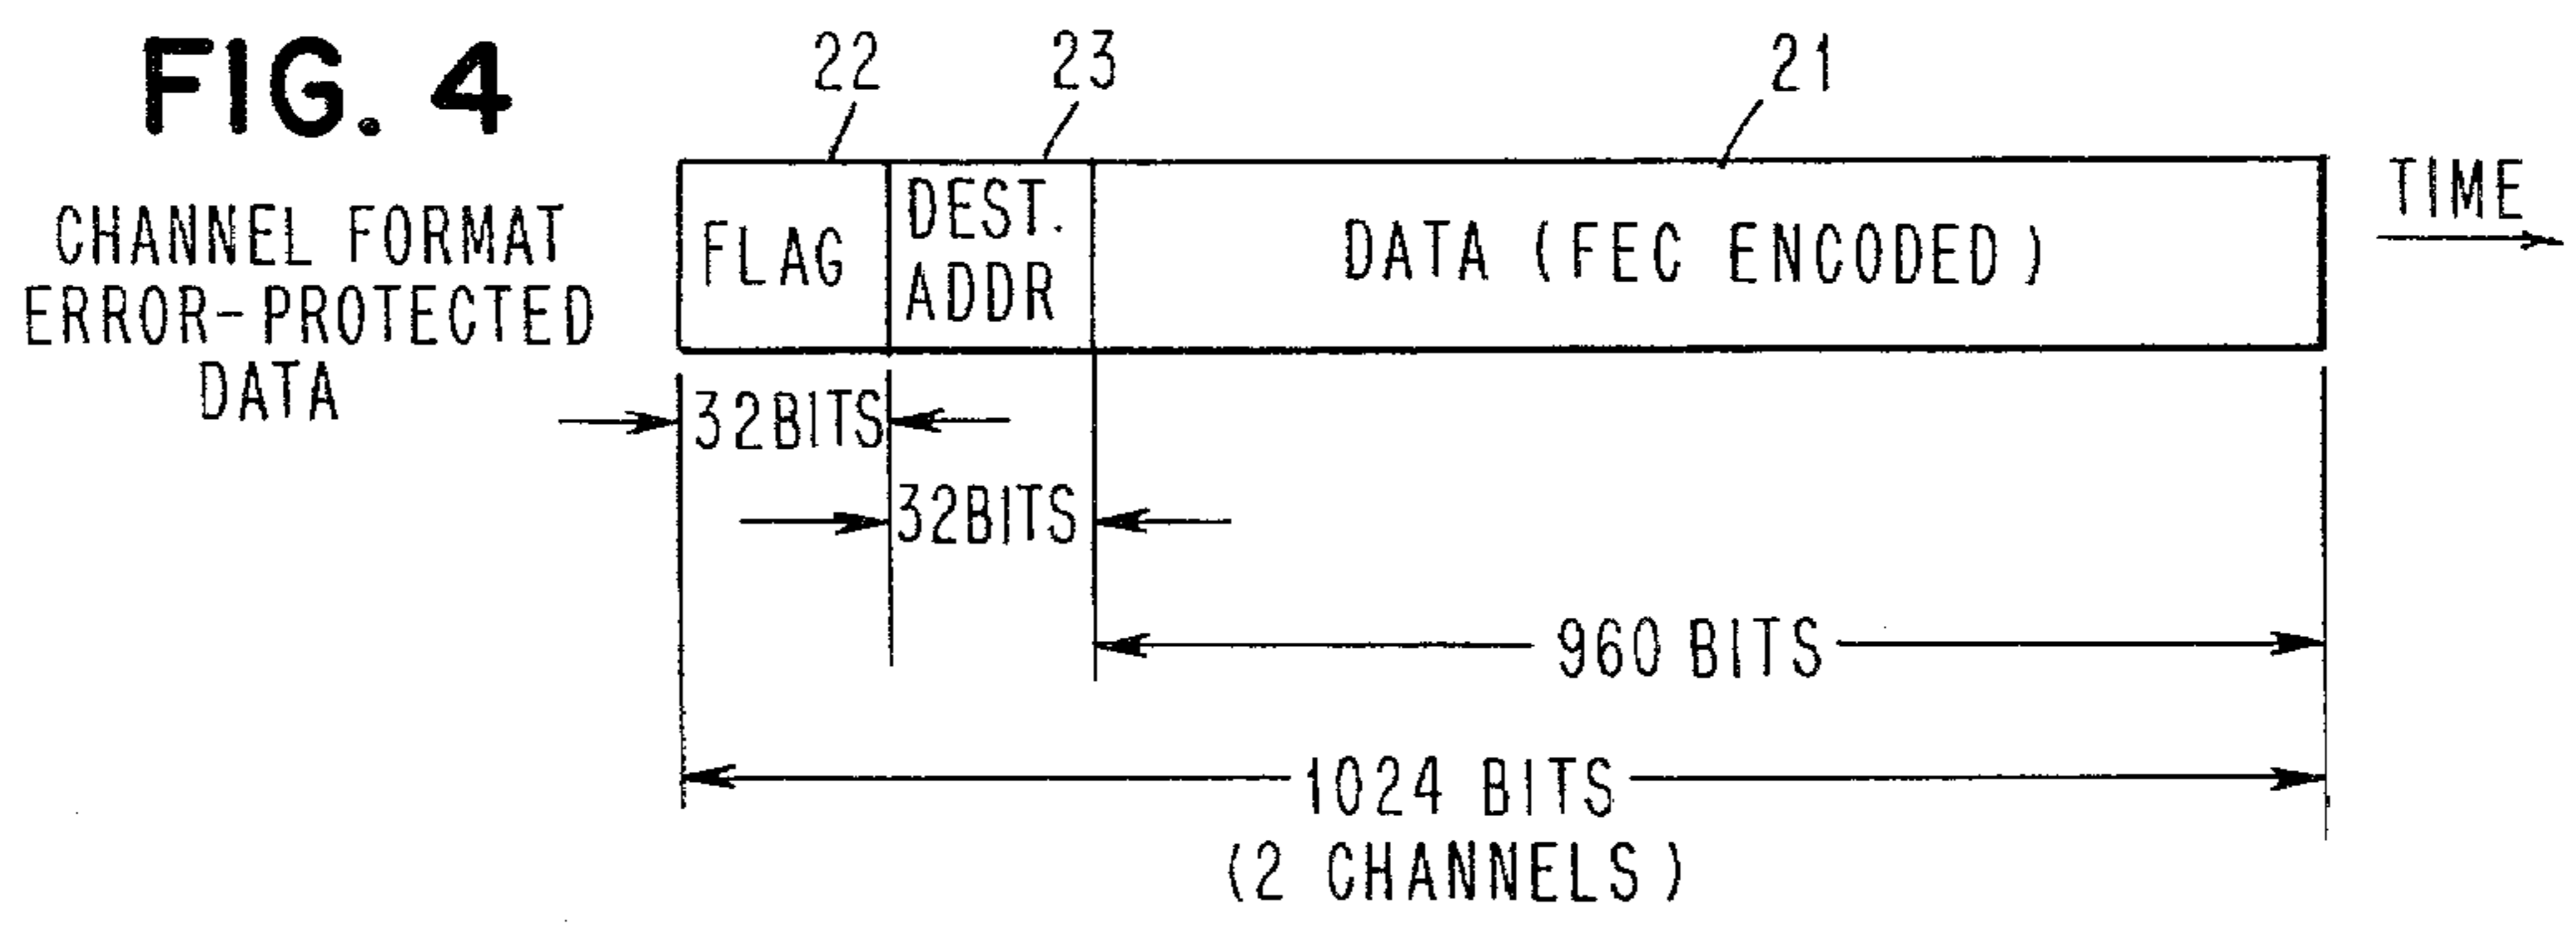 FIG. 4
CHANNEL FORMAT
ERROR-PROTECTED
DATA
22
23
21
FLAG
DEST.
ADDR
DATA (FEC ENCODED)
TIME
32BITS
32BITS
960 BITS
1024 BITS
(2 CHANNELS)